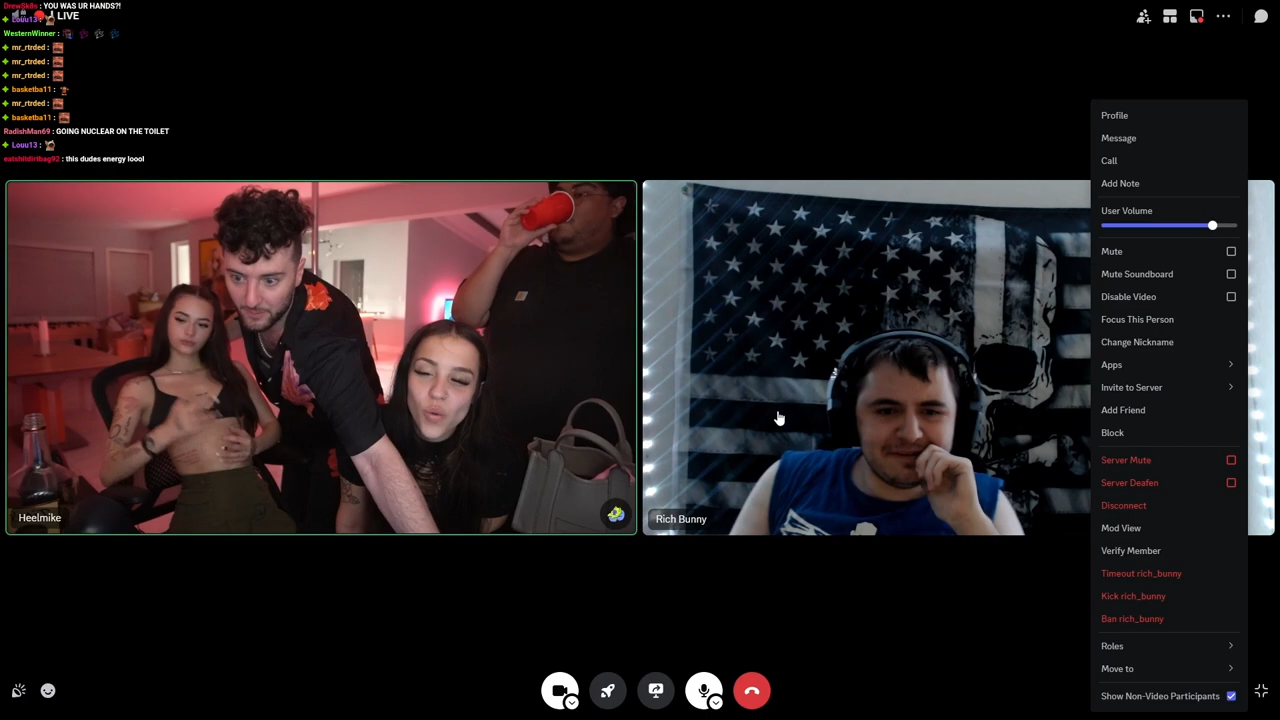 DrewSk8s : YOU WAS UR HANDS?!
Louu13 :
LIVE
WesternWinner :
mr_rtrded :
mr_rtrded :
mr_rtrded :
basketba11 :
mr_rtrded :
basketba11 :
RadishMan69 : GOING NUCLEAR ON THE TOILET
Louu13 :
eatshitdirtbag92 : this dudes energy loool
Heelmike
Rich Bunny
Profile
Message
Call
Add Note
User Volume
Mute
Mute Soundboard
Disable Video
Focus This Person
Change Nickname
Apps
Invite to Server
Add Friend
Block
Server Mute
Server Deafen
Disconnect
Mod View
Verify Member
Timeout rich_bunny
Kick rich_bunny
Ban rich_bunny
Roles
Move to
Show Non-Video Participants